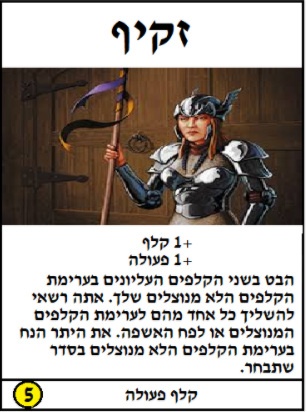 זקיף
+1 קלף
+1 פעולה
הבט בשני הקלפים העליונים בערימת
הקלפים הלא מנוצלים שלך. אתה רשאי
להשליך כל אחד מהם לערימת הקלפים
המנוצלים או לפח האשפה. את היתר הנח
בערימת הקלפים הלא מנוצלים בסדר
שתבחר.
קלף פעולה
5